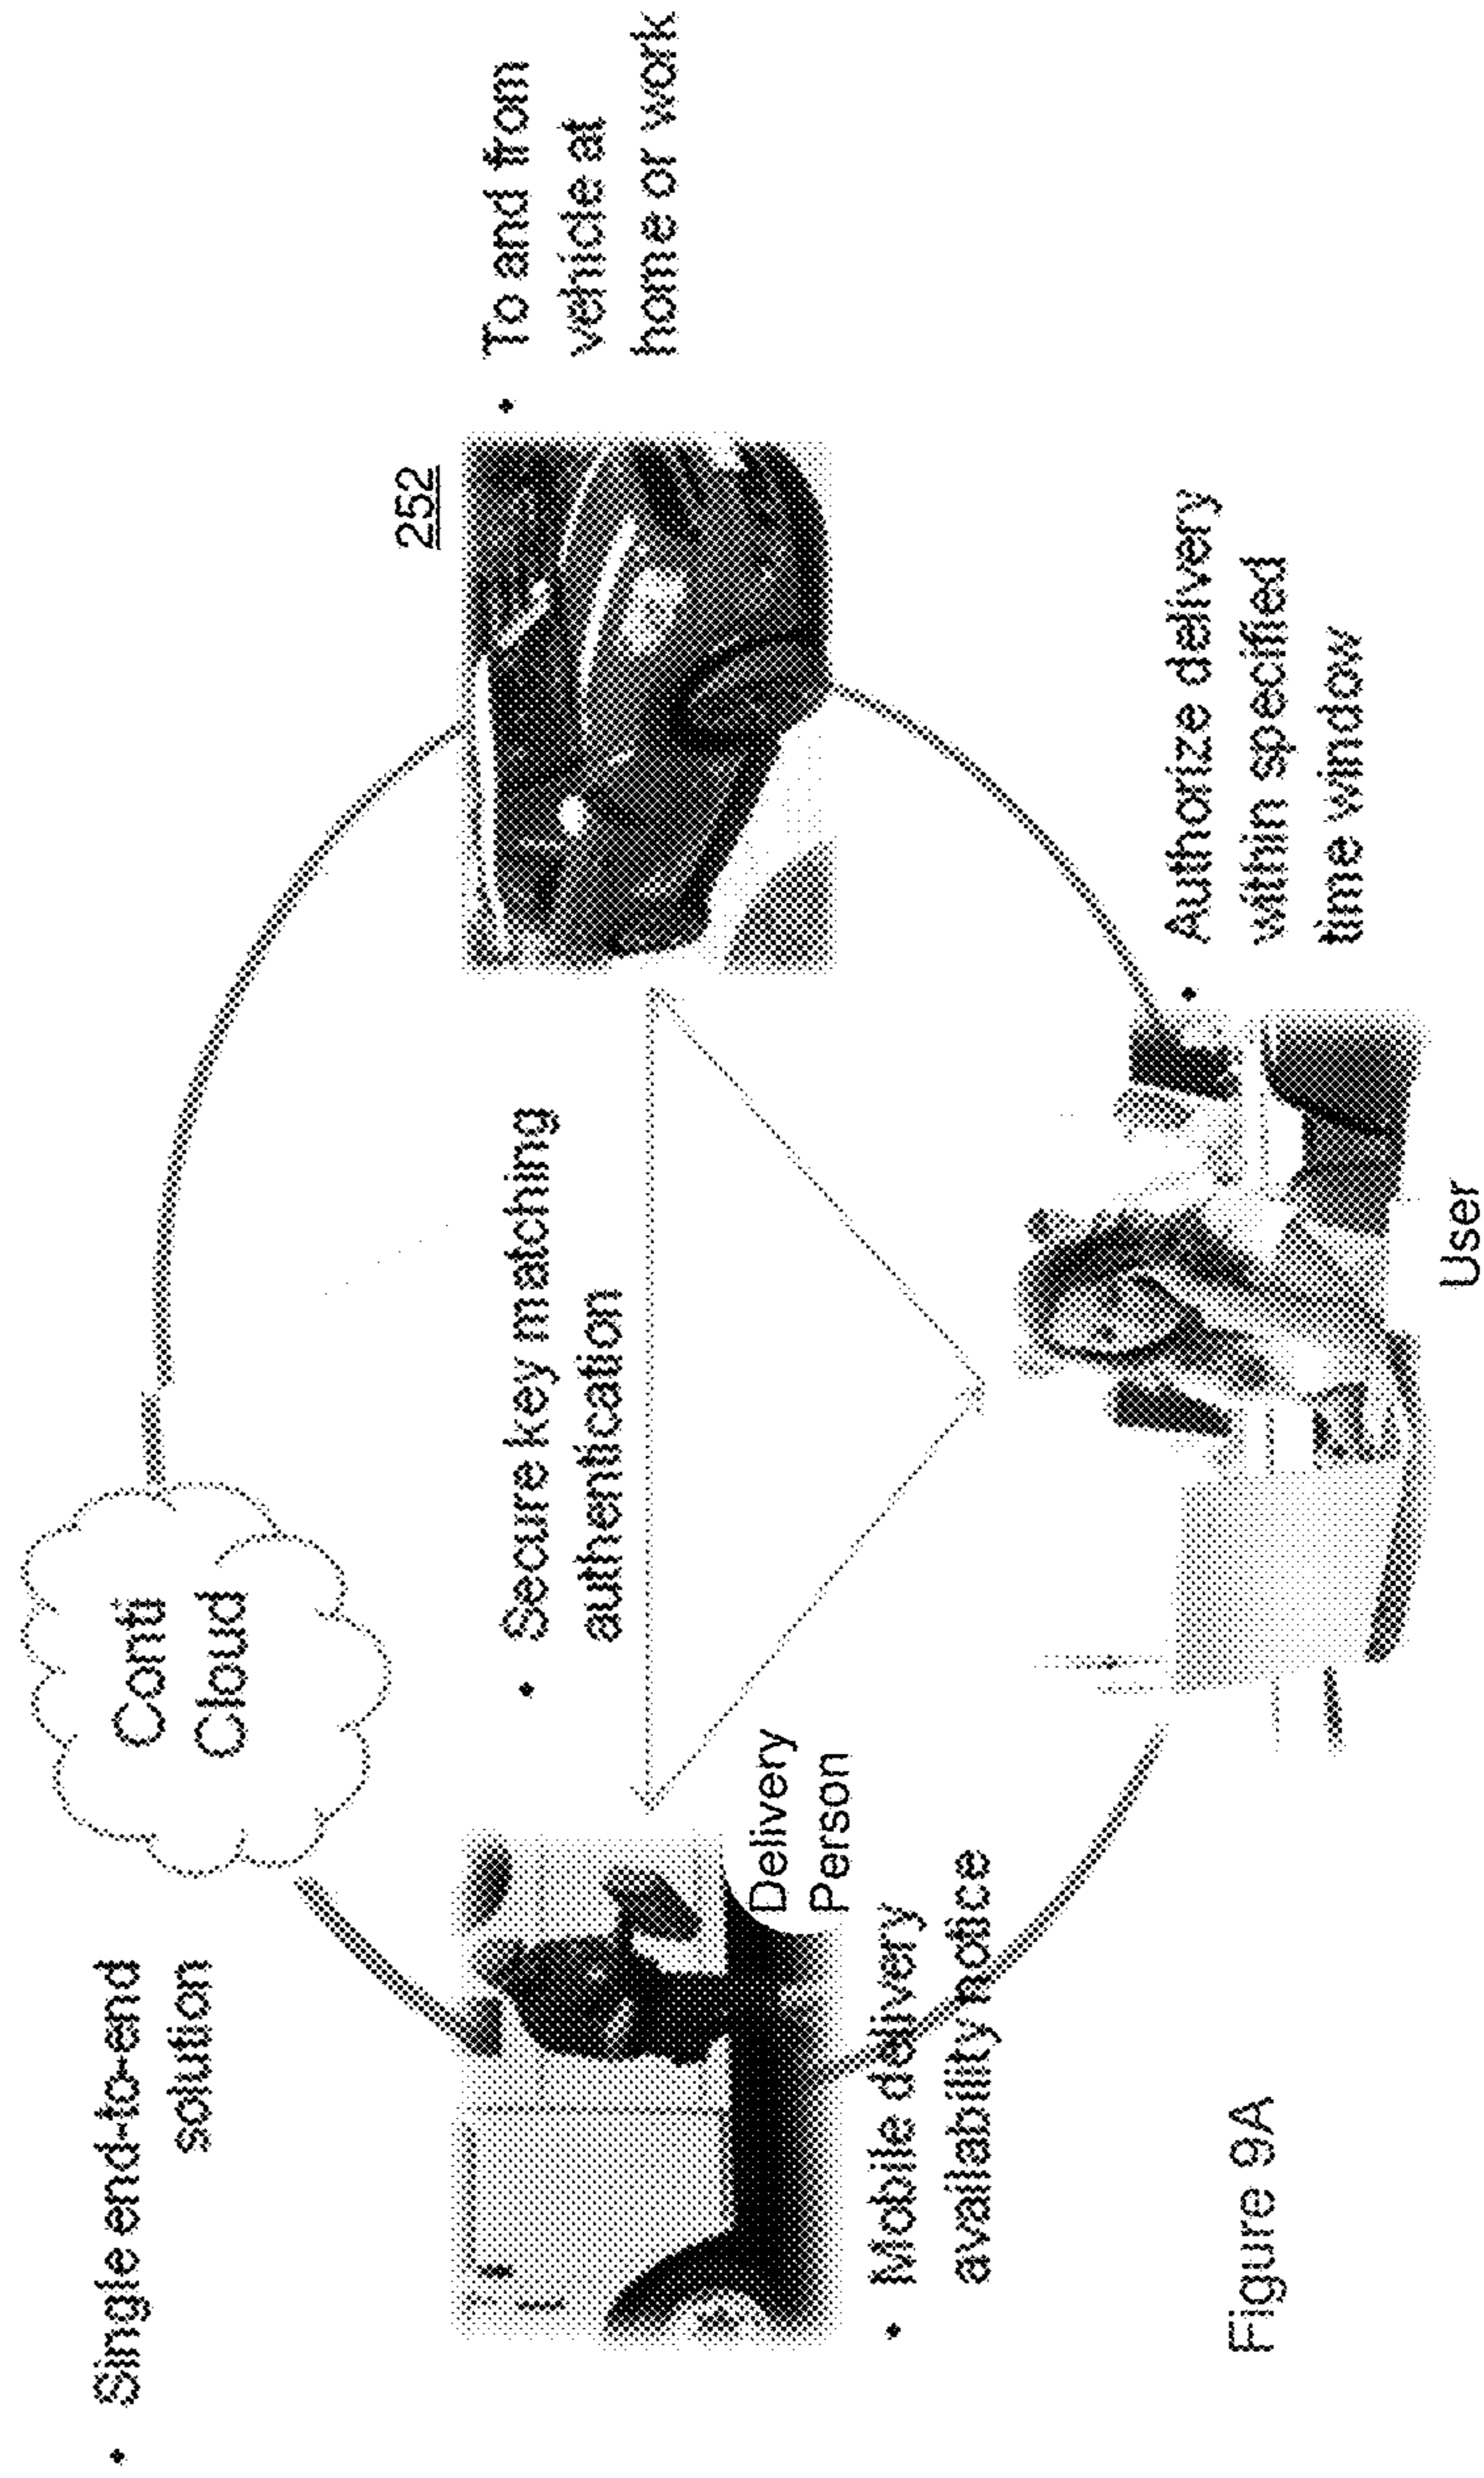 • Single end-to-end
solution
Conti
Cloud
252
• To and from
vehicle at
home or work
• Secure key matching
authentication
Delivery
Person
• Mobile delivery
availability notice
• Authorize delivery
within specified
time window
User
Figure 9A